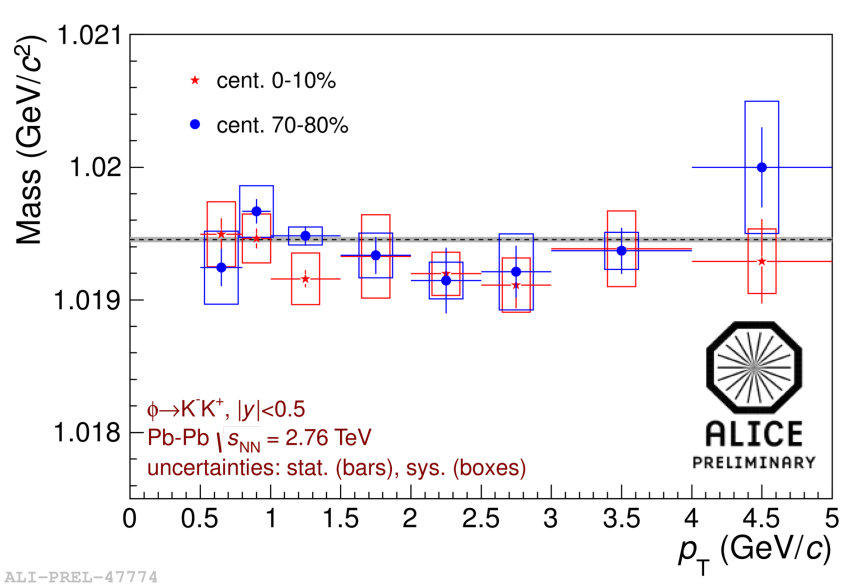 Mass (GeV/c²)
1.021
1.02
1.019
1.018
cent. 0-10%
cent. 70-80%
ϕ→K⁻K⁺, |y|<0.5
Pb-Pb √sNN = 2.76 TeV
uncertainties: stat. (bars), sys. (boxes)
ALICE
PRELIMINARY
0 0.5 1 1.5 2 2.5 3 3.5 4 4.5 5
pT (GeV/c)
ALI-PREL-47774